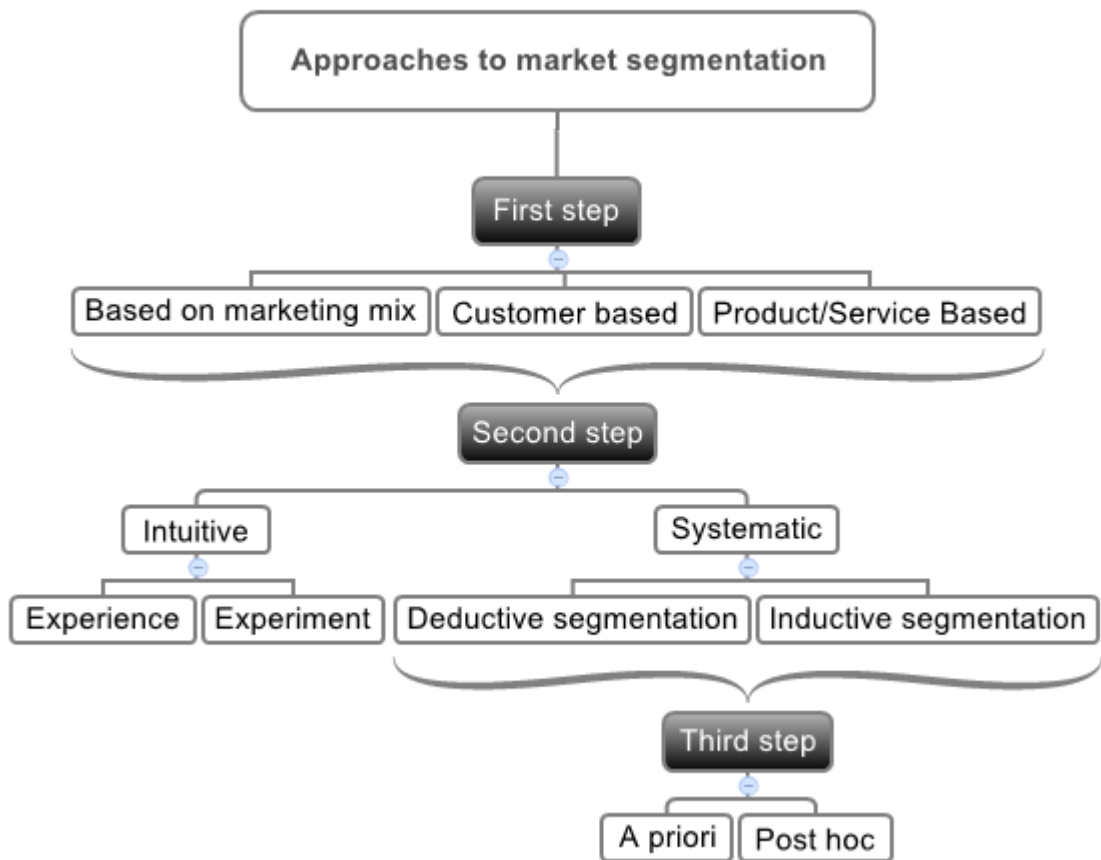 Approaches to market segmentation
First step
Based on marketing mix
Customer based
Product/Service Based
Second step
Intuitive
Systematic
Experience
Experiment
Deductive segmentation
Inductive segmentation
Third step
A priori
Post hoc